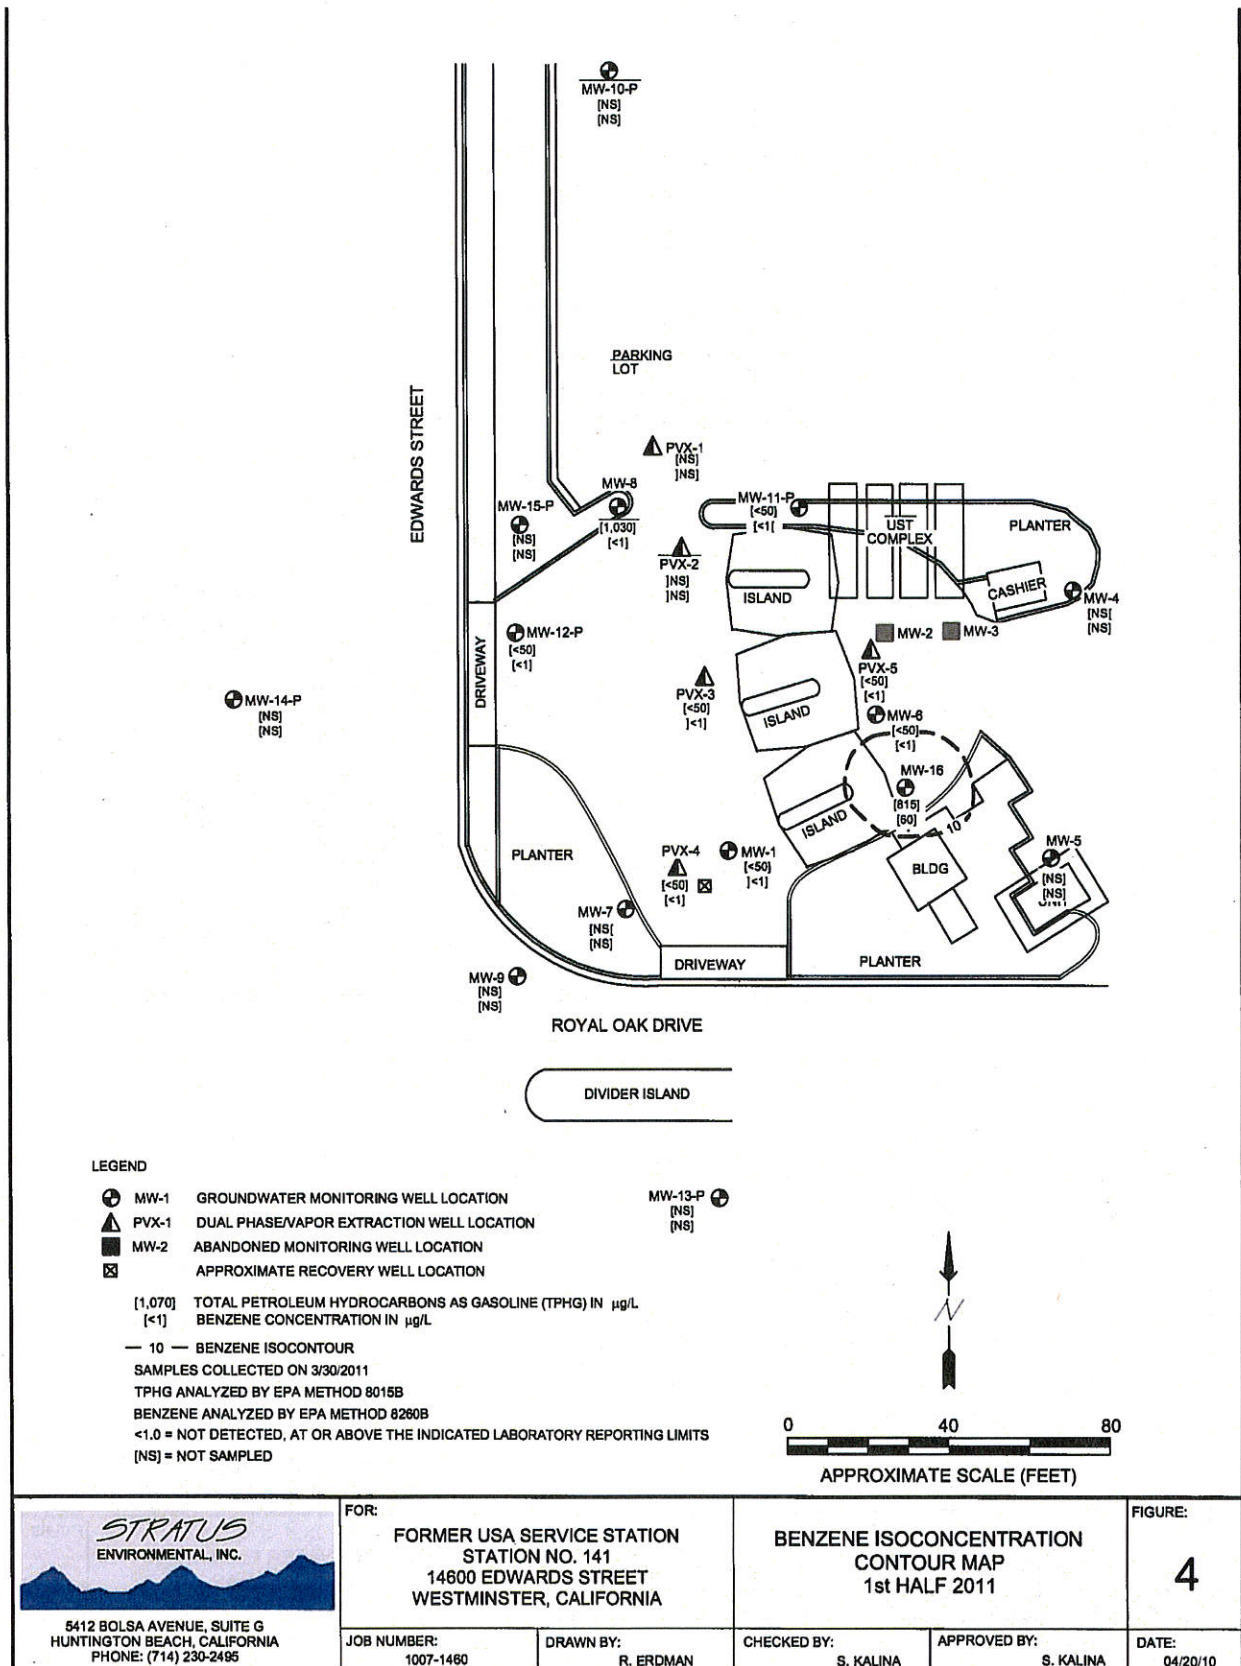 MW-10-P
[NS]
[NS]
PARKING
LOT
EDWARDS STREET
PVX-1
[NS]
]NS]
MW-8
[1,030]
[<1]
MW-15-P
[NS]
[NS]
MW-11-P
[<50]
[<1[
UST
COMPLEX
PLANTER
PVX-2
]NS]
[NS]
ISLAND
CASHIER
MW-4
[NS[
[NS]
MW-12-P
[<50]
[<1]
DRIVEWAY
MW-2
MW-3
PVX-5
[<50]
[<1]
PVX-3
[<50]
]<1]
ISLAND
MW-14-P
[NS]
[NS]
MW-6
[<50]
[<1]
MW-16
[815]
[60]
10
ISLAND
PLANTER
PVX-4
[<50]
[<1]
MW-1
[<50]
]<1]
BLDG
MW-5
[NS]
[NS]
MW-7
[NS[
[NS]
DRIVEWAY
PLANTER
MW-9
[NS]
[NS]
ROYAL OAK DRIVE
DIVIDER ISLAND
LEGEND
MW-1 GROUNDWATER MONITORING WELL LOCATION
PVX-1 DUAL PHASE/VAPOR EXTRACTION WELL LOCATION
MW-2 ABANDONED MONITORING WELL LOCATION
APPROXIMATE RECOVERY WELL LOCATION
[1,070] TOTAL PETROLEUM HYDROCARBONS AS GASOLINE (TPHG) IN µg/L
[<1] BENZENE CONCENTRATION IN µg/L
— 10 — BENZENE ISOCONTOUR
SAMPLES COLLECTED ON 3/30/2011
TPHG ANALYZED BY EPA METHOD 8015B
BENZENE ANALYZED BY EPA METHOD 8260B
<1.0 = NOT DETECTED, AT OR ABOVE THE INDICATED LABORATORY REPORTING LIMITS
[NS] = NOT SAMPLED
MW-13-P
[NS]
[NS]
N
0 40 80
APPROXIMATE SCALE (FEET)
STRATUS
ENVIRONMENTAL, INC.
5412 BOLSA AVENUE, SUITE G
HUNTINGTON BEACH, CALIFORNIA
PHONE: (714) 230-2495
FOR:
FORMER USA SERVICE STATION
STATION NO. 141
14600 EDWARDS STREET
WESTMINSTER, CALIFORNIA
BENZENE ISOCONCENTRATION
CONTOUR MAP
1st HALF 2011
FIGURE:
4
JOB NUMBER:
1007-1460
DRAWN BY:
R. ERDMAN
CHECKED BY:
S. KALINA
APPROVED BY:
S. KALINA
DATE:
04/20/10